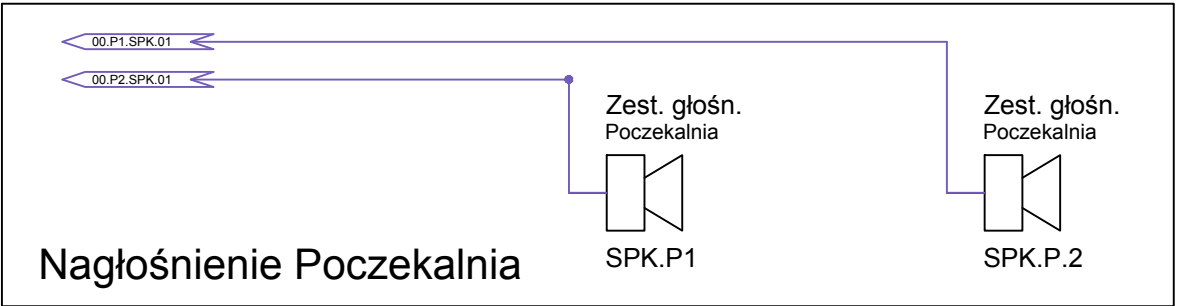 00.P1.SPK.01
00.P2.SPK.01
Zest. głośn.
Poczekalnia
SPK.P1
Zest. głośn.
Poczekalnia
SPK.P.2
Nagłośnienie Poczekalnia